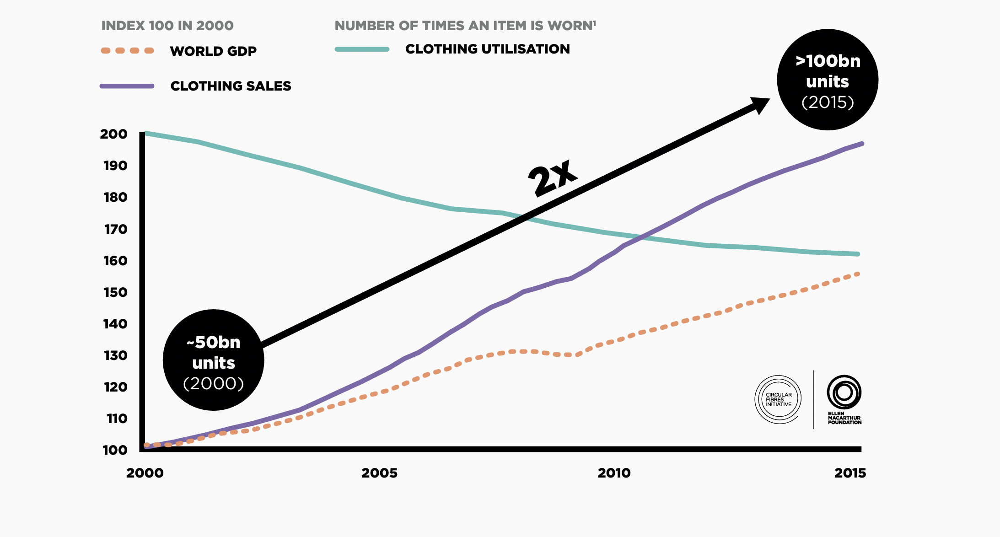 INDEX 100 IN 2000
WORLD GDP
CLOTHING SALES
NUMBER OF TIMES AN ITEM IS WORN¹
CLOTHING UTILISATION
>100bn
units
(2015)
2x
~50bn
units
(2000)
200
190
180
170
160
150
140
130
120
110
100
2000
2005
2010
2015
CIRCULAR
FIBRES
INITIATIVE
ELLEN
MACARTHUR
FOUNDATION